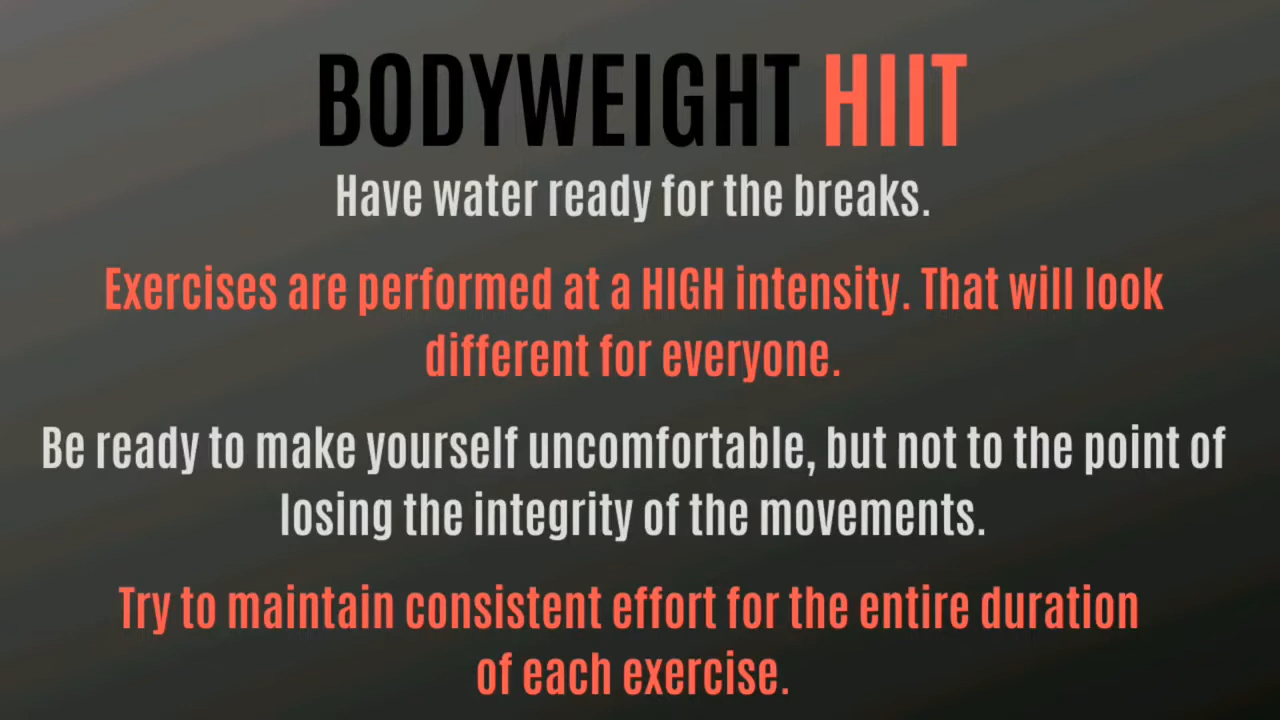 BODYWEIGHT HIIT
Have water ready for the breaks.
Exercises are performed at a HIGH intensity. That will look
different for everyone.
Be ready to make yourself uncomfortable, but not to the point of
losing the integrity of the movements.
Try to maintain consistent effort for the entire duration
of each exercise.